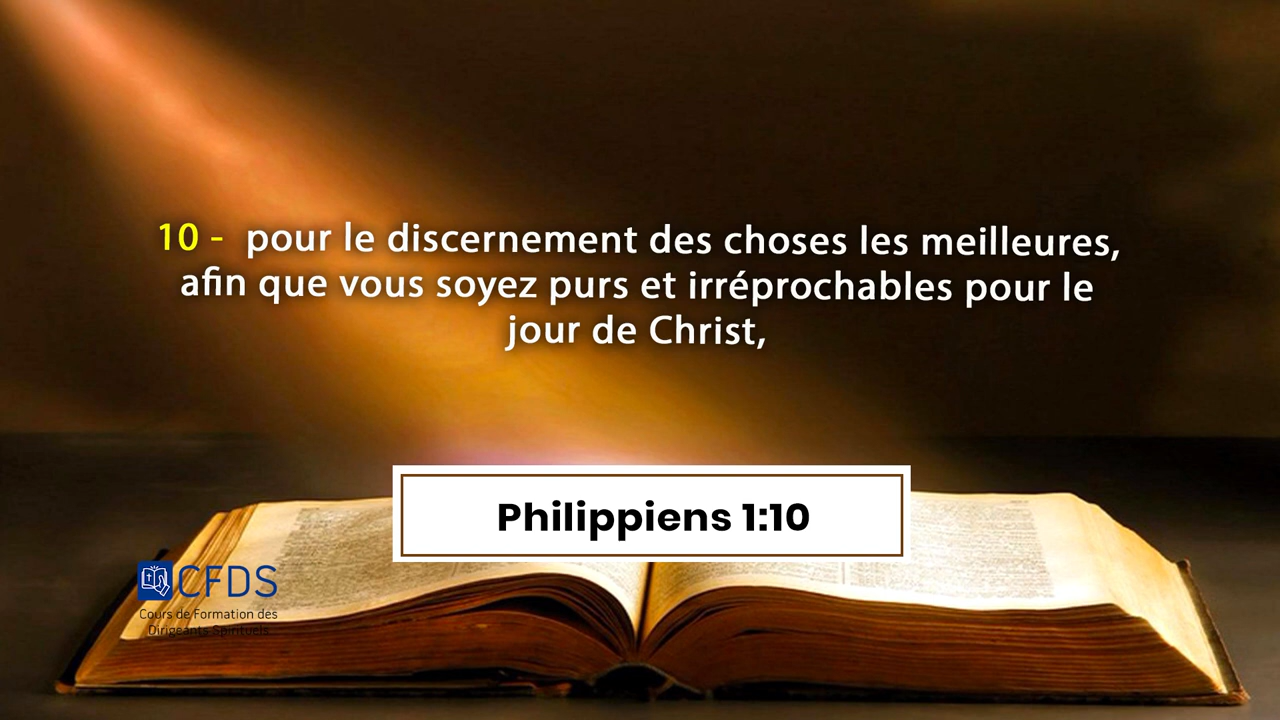 10 - pour le discernement des choses les meilleures,
afin que vous soyez purs et irréprochables pour le
jour de Christ,
Philippiens 1:10
CFDS
Cours de Formation des
Dirigeants Spirituels